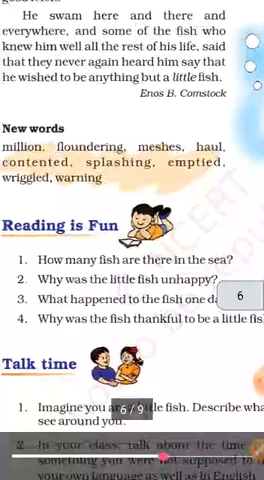 He swam here and there and
everywhere, and some of the fish who
knew him well all the rest of his life, said
that they never again heard him say that
he wished to be anything but a little fish.
Enos B. Comstock
New words
million, floundering, meshes, haul,
contented, splashing, emptied,
wriggled, warning
Reading is Fun
1. How many fish are there in the sea?
2. Why was the little fish unhappy?
3. What happened to the fish one
6
4. Why was the fish thankful to be a little
Talk time
1. Imagine you are little fish. Describe
6/9
see around you.
2. In your class, talk about the time
something you were not supposed to
your own language as well as in English